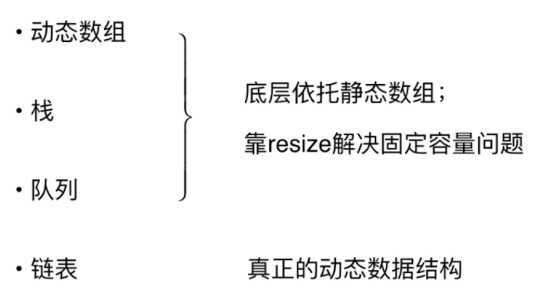 • 动态数组
底层依托静态数组；
• 栈
靠resize解决固定容量问题
• 队列
• 链表 真正的动态数据结构